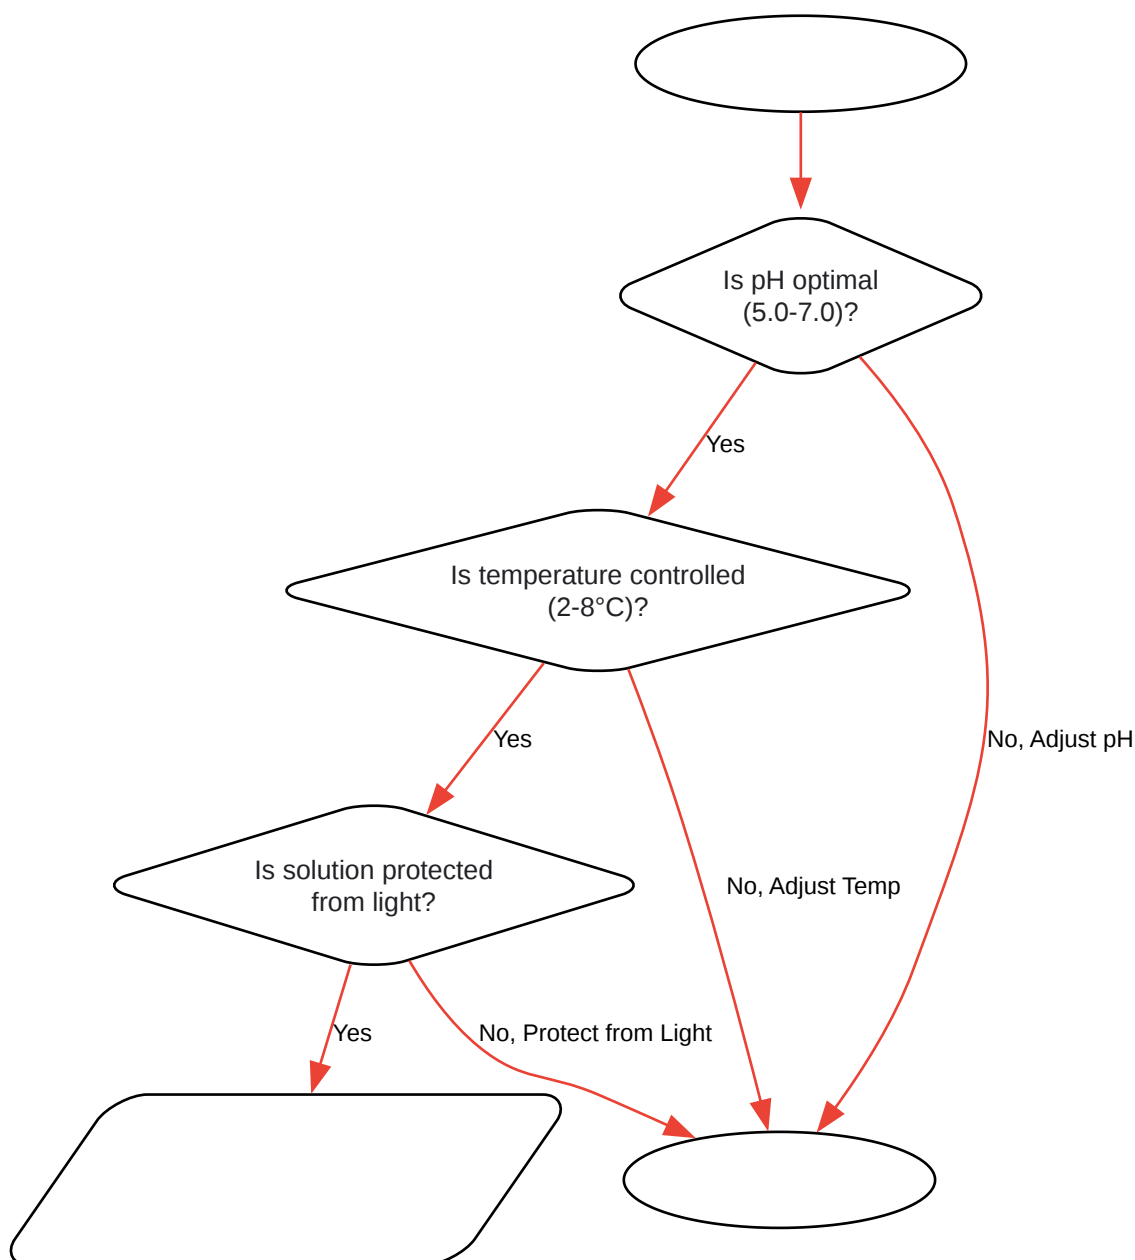 Is pH optimal
(5.0-7.0)?
Yes
Is temperature controlled
(2-8°C)?
Yes
No, Adjust pH
Is solution protected
from light?
No, Adjust Temp
Yes
No, Protect from Light